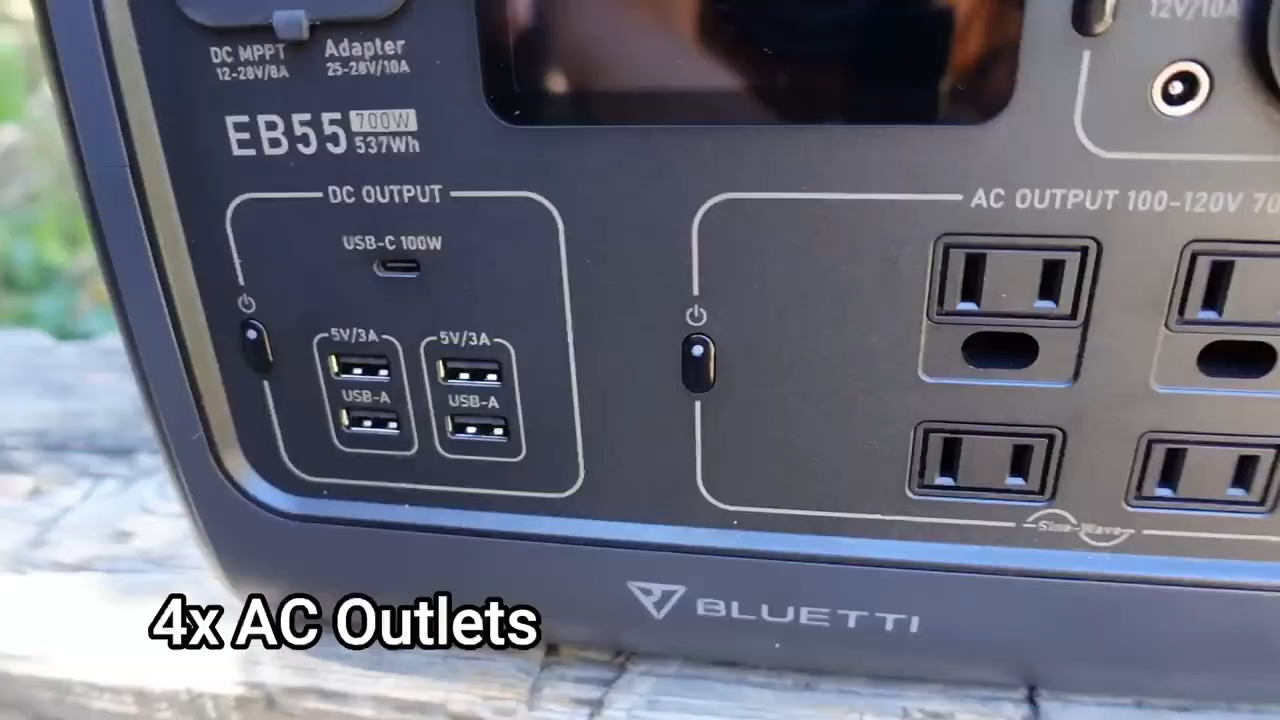 DC MPPT
12-28V/8A
Adapter
25-28V/10A
12V/10A
EB55
700W
537Wh
DC OUTPUT
USB-C 100W
5V/3A
5V/3A
USB-A
USB-A
AC OUTPUT 100-120V 70
Sine-Wave
BLUETTI
4x AC Outlets